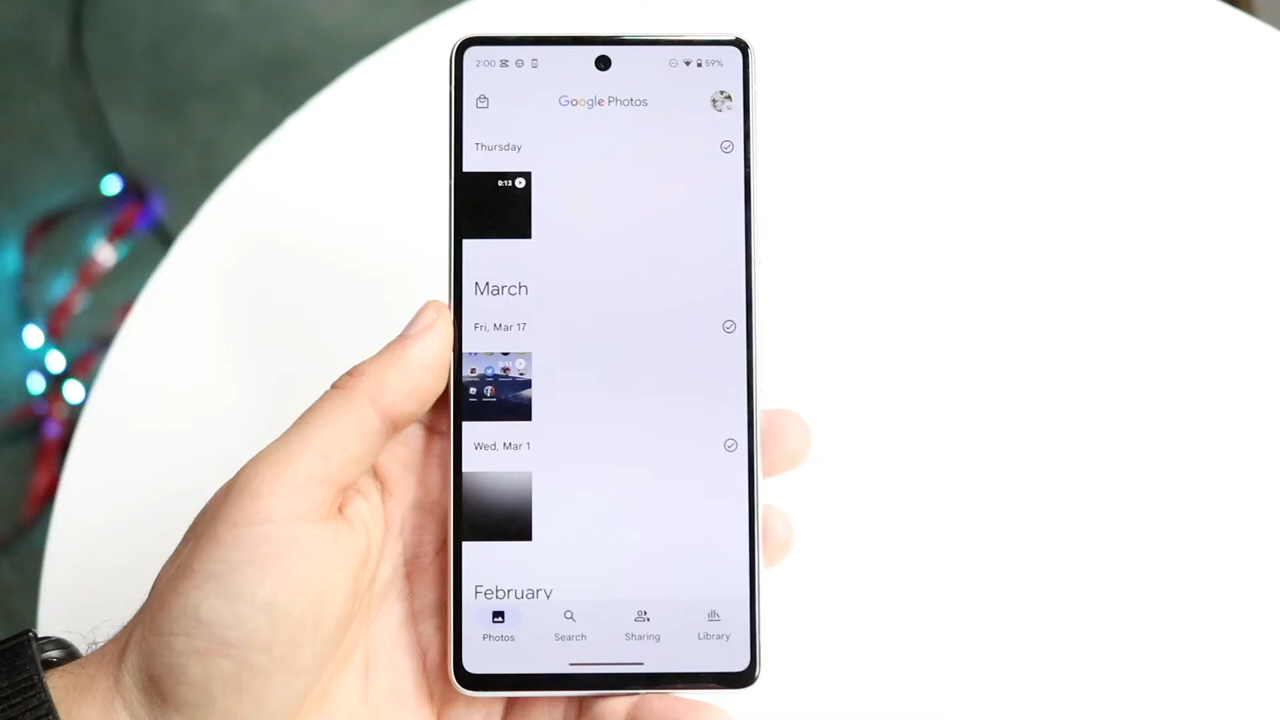 2:00 59%
Google Photos
Thursday
0:13
March
Fri, Mar 17
Wed, Mar 1
February
Photos Search Sharing Library